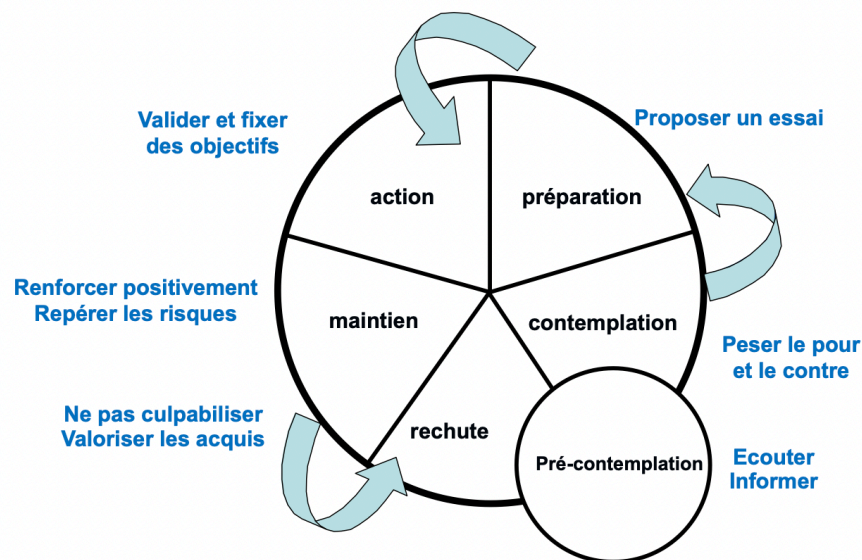 Valider et fixer
des objectifs
Proposer un essai
action
préparation
Renforcer positivement
Repérer les risques
maintien
contemplation
Peser le pour
et le contre
Ne pas culpabiliser
Valoriser les acquis
rechute
Pré-contemplation
Ecouter
Informer